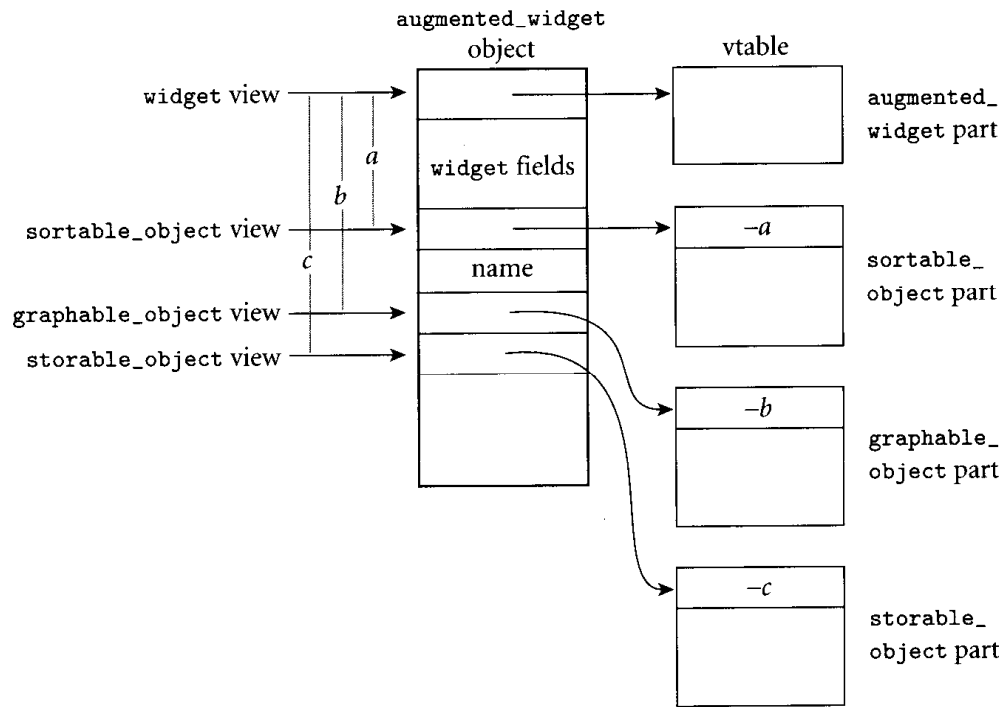 augmented_widget
object
vtable
widget view
augmented_
widget part
a
widget fields
b
sortable_object view
–a
c
name
sortable_
object part
graphable_object view
storable_object view
–b
graphable_
object part
–c
storable_
object part